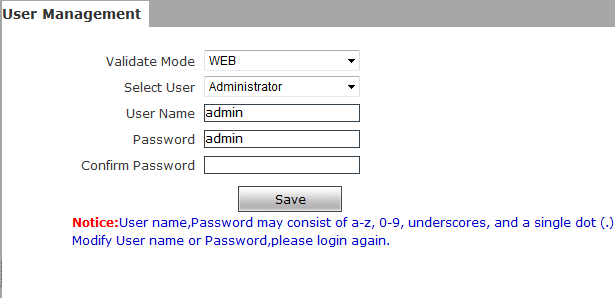 User Management
Validate Mode WEB
Select User Administrator
User Name admin
Password admin
Confirm Password
Save
Notice:User name,Password may consist of a-z, 0-9, underscores, and a single dot (.)
Modify User name or Password,please login again.